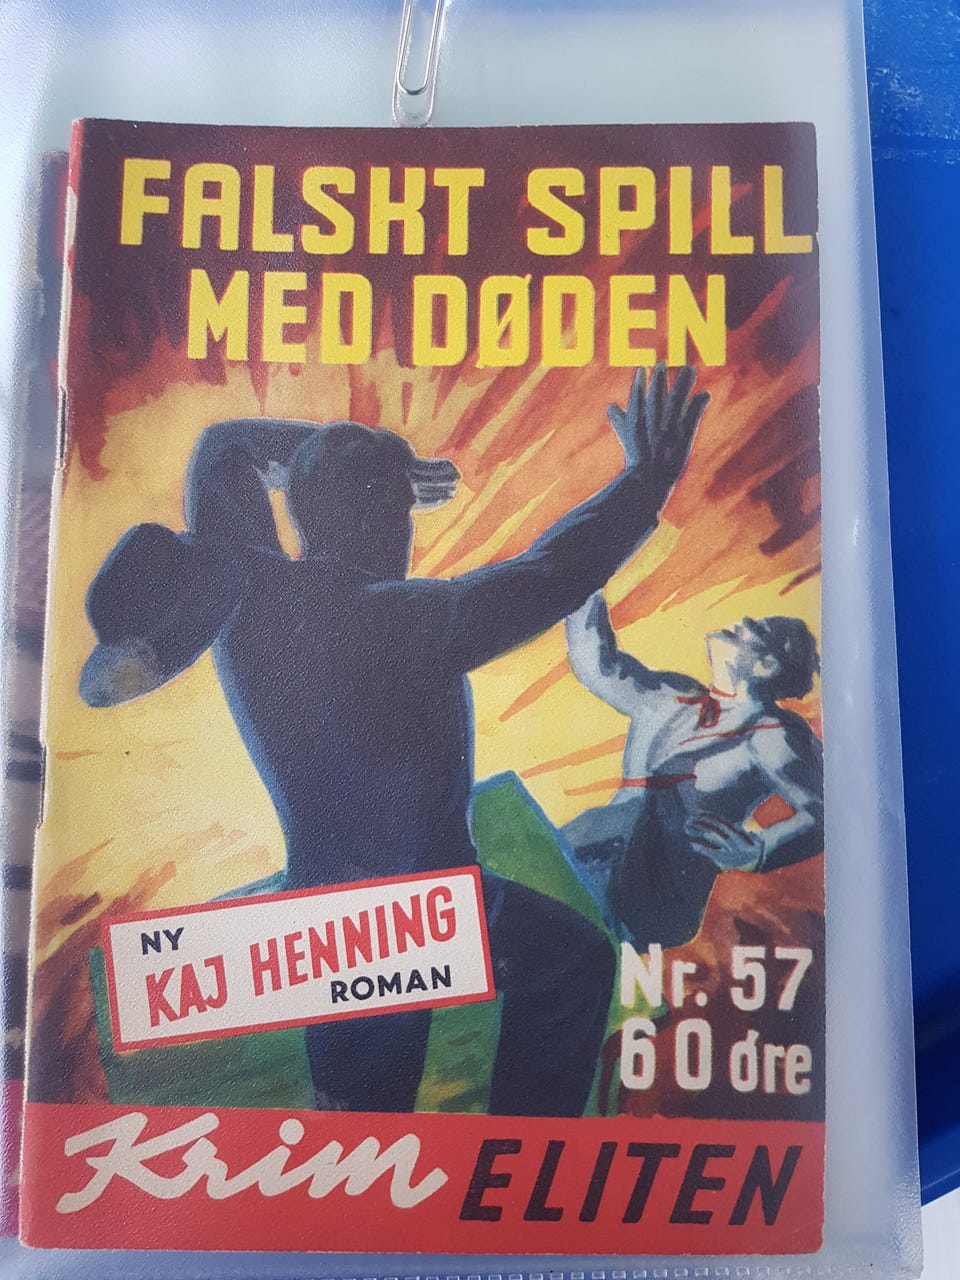 FALSKT SPILL
MED DØDEN
NY
KAJ HENNING
ROMAN
Nr. 57
60 øre
Krim ELITEN